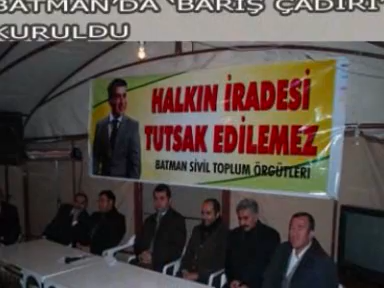 BATMAN'DA 'BARIŞ ÇADIRI'
KURULDU
HALKIN İRADESİ
TUTSAK EDİLEMEZ
BATMAN SİVİL TOPLUM ÖRGÜTLERİ